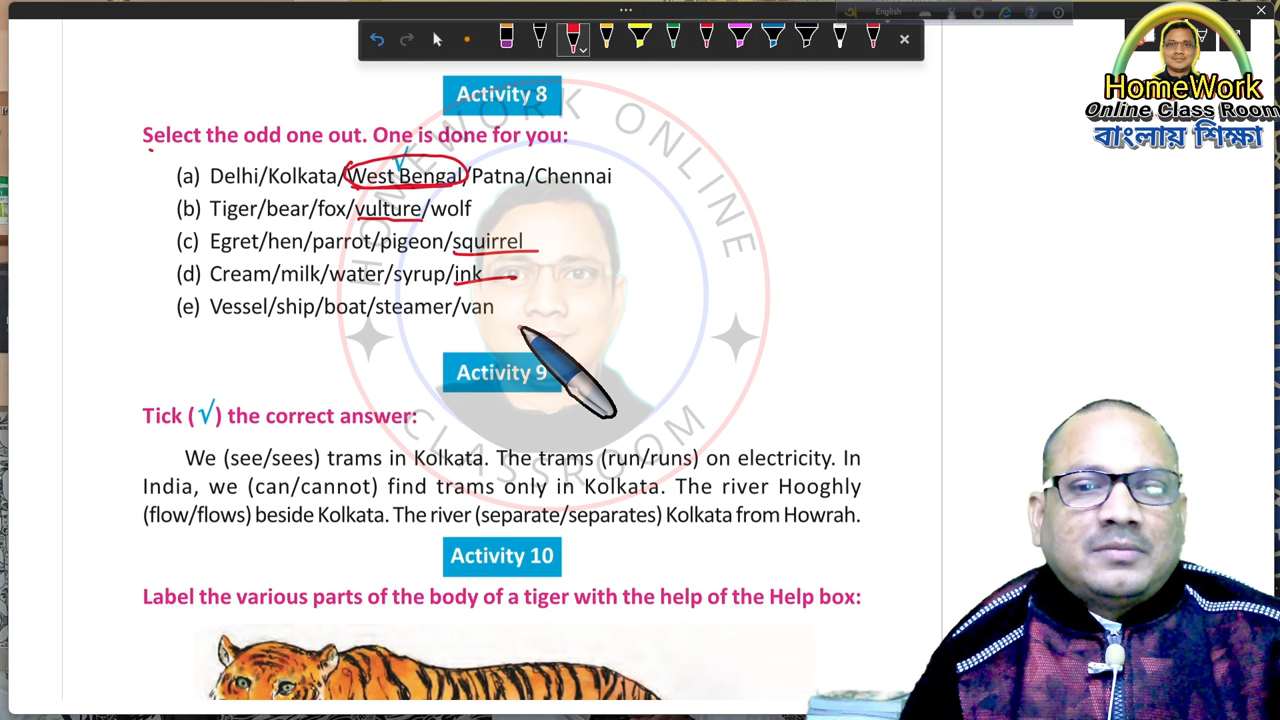 English
HomeWork
Online Class Room
বাংলায় শিক্ষা
Activity 8
Select the odd one out. One is done for you:
(a) Delhi/Kolkata/West Bengal/Patna/Chennai
(b) Tiger/bear/fox/vulture/wolf
(c) Egret/hen/parrot/pigeon/squirrel
(d) Cream/milk/water/syrup/ink
(e) Vessel/ship/boat/steamer/van
Activity 9
Tick (√) the correct answer:
We (see/sees) trams in Kolkata. The trams (run/runs) on electricity. In
India, we (can/cannot) find trams only in Kolkata. The river Hooghly
(flow/flows) beside Kolkata. The river (separate/separates) Kolkata from Howrah.
Activity 10
Label the various parts of the body of a tiger with the help of the Help box:
HOMEWORK ONLINE
CLASSROOM